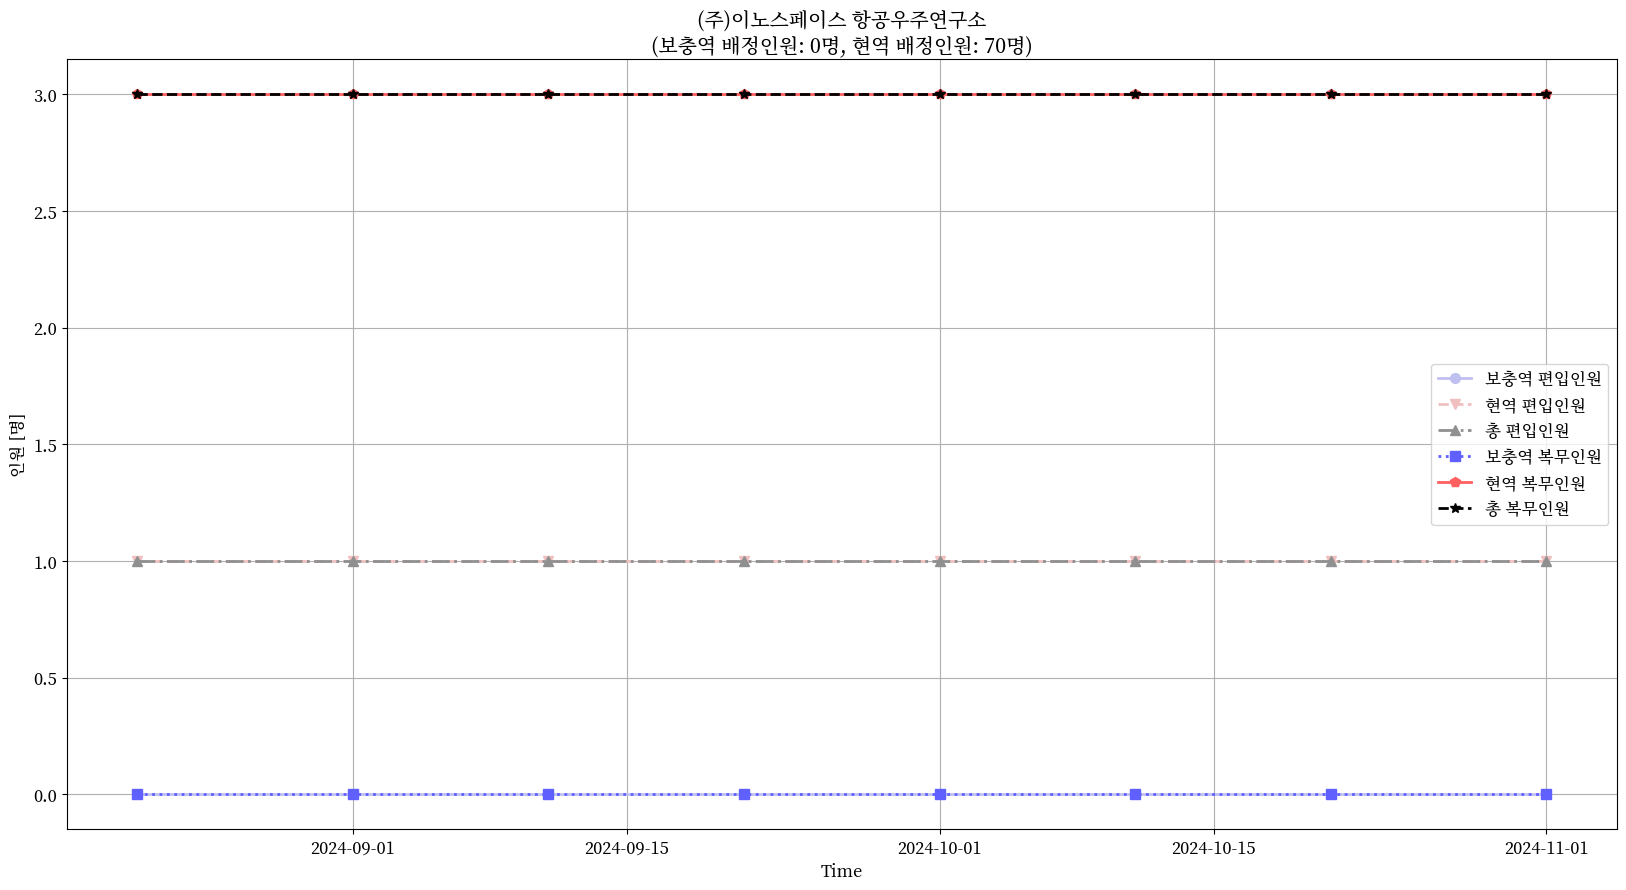 (주)이노스페이스 항공우주연구소
(보충역 배정인원: 0명, 현역 배정인원: 70명)
인원 [명]
3.0
2.5
2.0
1.5
1.0
0.5
0.0
보충역 편입인원
현역 편입인원
총 편입인원
보충역 복무인원
현역 복무인원
총 복무인원
2024-09-01 2024-09-15 2024-10-01 2024-10-15 2024-11-01
Time